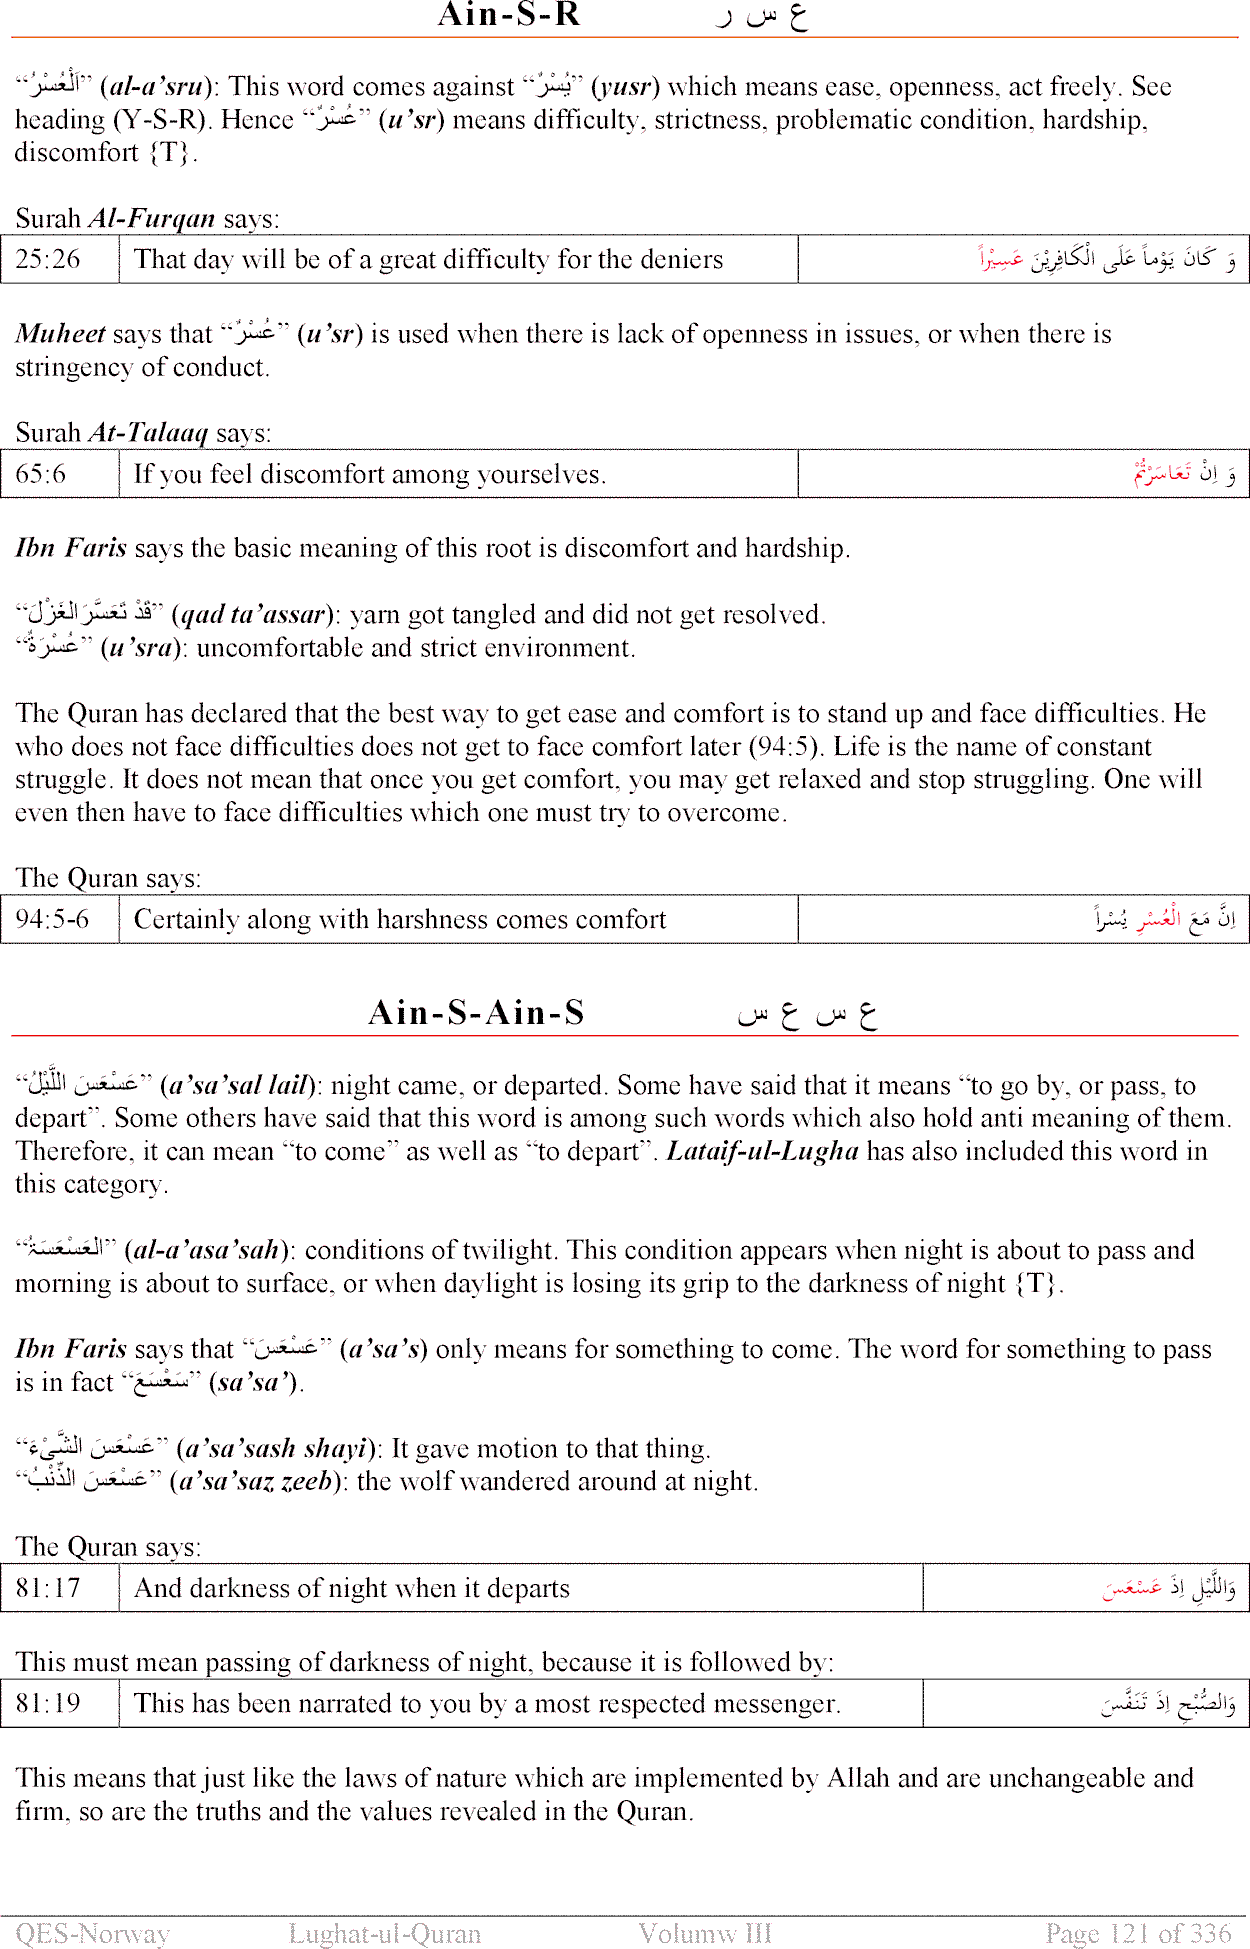 Ain-S-R ع س ر
“اَلْعُسْرُ” (al-a’sru): This word comes against “يُسْرٌ” (yusr) which means ease, openness, act freely. See
heading (Y-S-R). Hence “عُسْرٌ” (u’sr) means difficulty, strictness, problematic condition, hardship,
discomfort {T}.
Surah Al-Furqan says:
25:26 That day will be of a great difficulty for the deniers وَ كَانَ يَوْماً عَلَى الْكَافِرِيْنَ عَسِيْراً
Muheet says that “عُسْرٌ” (u’sr) is used when there is lack of openness in issues, or when there is
stringency of conduct.
Surah At-Talaaq says:
65:6 If you feel discomfort among yourselves. وَ اِنْ تَعَاسَرْتُمْ
Ibn Faris says the basic meaning of this root is discomfort and hardship.
“قَدْ تَعَسَّرَ الغَزْلُ” (qad ta’assar): yarn got tangled and did not get resolved.
“عُسْرَةٌ” (u’sra): uncomfortable and strict environment.
The Quran has declared that the best way to get ease and comfort is to stand up and face difficulties. He
who does not face difficulties does not get to face comfort later (94:5). Life is the name of constant
struggle. It does not mean that once you get comfort, you may get relaxed and stop struggling. One will
even then have to face difficulties which one must try to overcome.
The Quran says:
94:5-6 Certainly along with harshness comes comfort اِنَّ مَعَ الْعُسْرِ يُسْراً
Ain-S-Ain-S ع س ع س
“عَسْعَسَ اللَّيْلُ” (a’sa’sal lail): night came, or departed. Some have said that it means “to go by, or pass, to
depart”. Some others have said that this word is among such words which also hold anti meaning of them.
Therefore, it can mean “to come” as well as “to depart”. Lataif-ul-Lugha has also included this word in
this category.
“العَسْعَسَۃُ” (al-a’asa’sah): conditions of twilight. This condition appears when night is about to pass and
morning is about to surface, or when daylight is losing its grip to the darkness of night {T}.
Ibn Faris says that “عَسْعَسَ” (a’sa’s) only means for something to come. The word for something to pass
is in fact “سَعْسَعَ” (sa’sa’).
“عَسْعَسَ الشَّىْءَ” (a’sa’sash shayi): It gave motion to that thing.
“عَسْعَسَ الذِّئْبُ” (a’sa’saz zeeb): the wolf wandered around at night.
The Quran says:
81:17 And darkness of night when it departs وَاللَّيْلِ اِذَ عَسْعَسَ
This must mean passing of darkness of night, because it is followed by:
81:19 This has been narrated to you by a most respected messenger. وَالصُّبْحِ اِذَ تَنَفَّسَ
This means that just like the laws of nature which are implemented by Allah and are unchangeable and
firm, so are the truths and the values revealed in the Quran.
QES-Norway Lughat-ul-Quran Volumw III Page 121 of 336